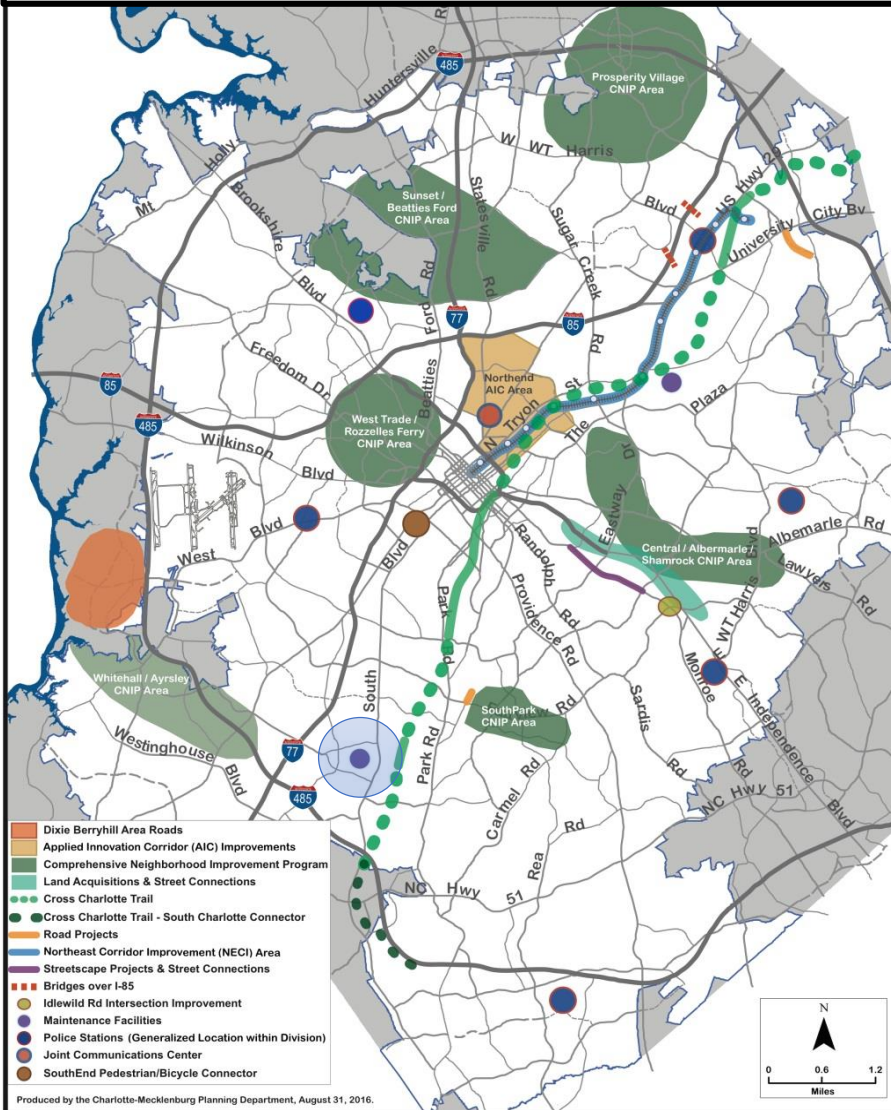 485
Huntersville
R
Prosperity Village
CNIP Area
W WT Harris
Holly
Mt
Brookshire
Blvd
Sunset /
Beatties Ford
CNIP Area
Statesville
Rd
Sugar Creek
Rd
Blvd
US Hwy 29
University
City Bv
Ford
Rd
Beatties
77
85
Freedom Dr
Northend
AIC Area
85
485
West Trade /
Rozzelles Ferry
CNIP Area
N Tryon St
The
Plaza
Wilkinson
Blvd
West
Blvd
Blvd
Eastway
Dr
Randolph
Rd
Providence Rd
Central / Albermarle /
Shamrock CNIP Area
Albemarle
Rd
Lawyers
Rd
E WT Harris
Blvd
Park
Rd
Whitehall / Ayrsley
CNIP Area
South
SouthPark
CNIP Area
Rd
Sardis
Rd
Monroe
Rd
E Independence
Blvd
Westinghouse
Blvd
77
485
Park Rd
Carmel
Rd
Rea
Rd
NC Hwy 51
NC Hwy 51
Dixie Berryhill Area Roads
Applied Innovation Corridor (AIC) Improvements
Comprehensive Neighborhood Improvement Program
Land Acquisitions & Street Connections
Cross Charlotte Trail
Cross Charlotte Trail - South Charlotte Connector
Road Projects
Northeast Corridor Improvement (NECI) Area
Streetscape Projects & Street Connections
Bridges over I-85
Idlewild Rd Intersection Improvement
Maintenance Facilities
Police Stations (Generalized Location within Division)
Joint Communications Center
SouthEnd Pedestrian/Bicycle Connector
N
0 0.6 1.2
Miles
Produced by the Charlotte-Mecklenburg Planning Department, August 31, 2016.